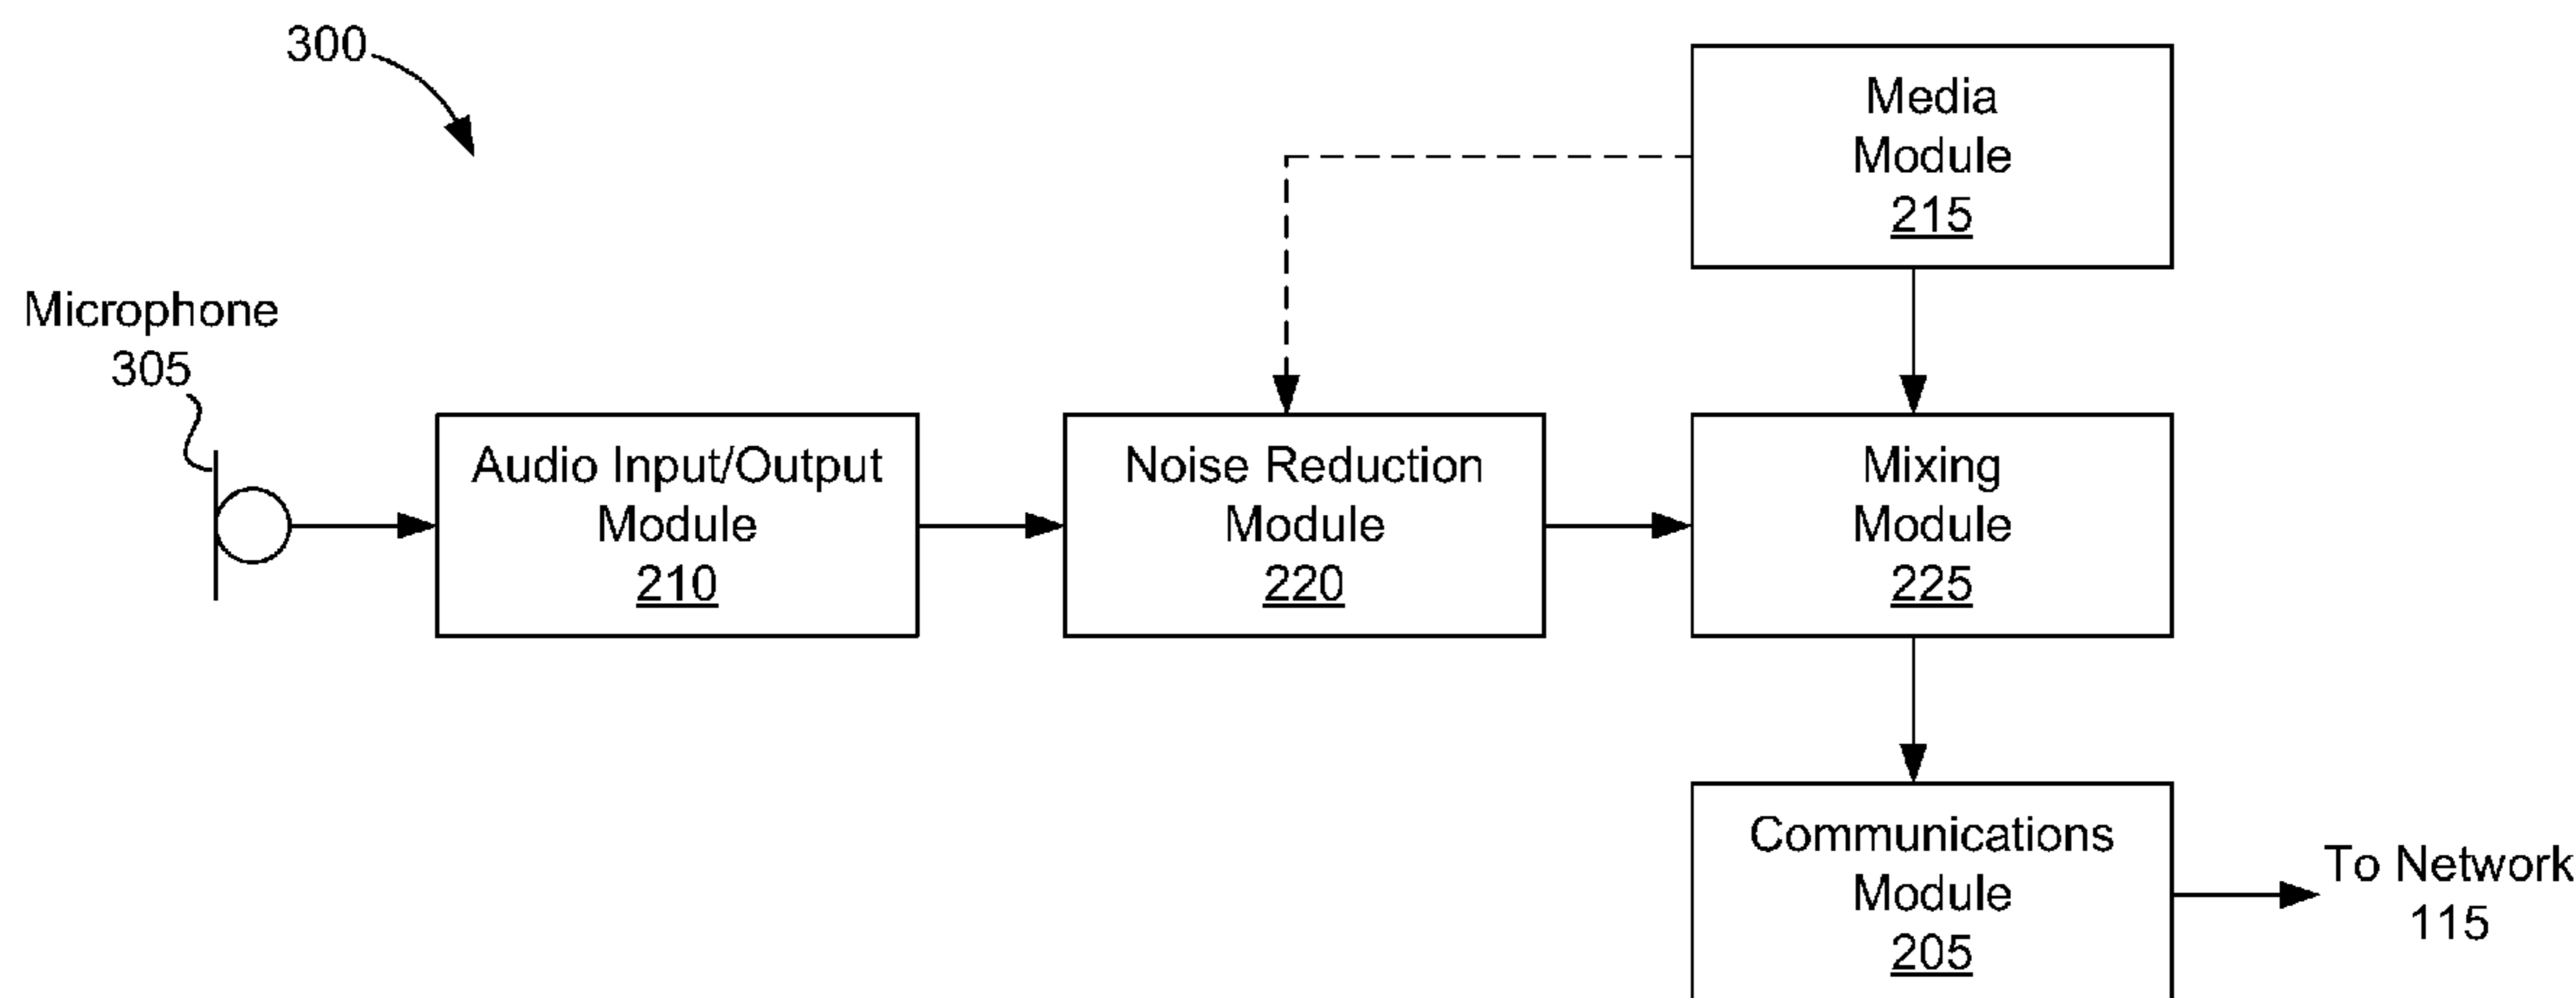 300
Media
Module
215
Microphone
305
Audio Input/Output
Module
210
Noise Reduction
Module
220
Mixing
Module
225
Communications
Module
205
To Network
115